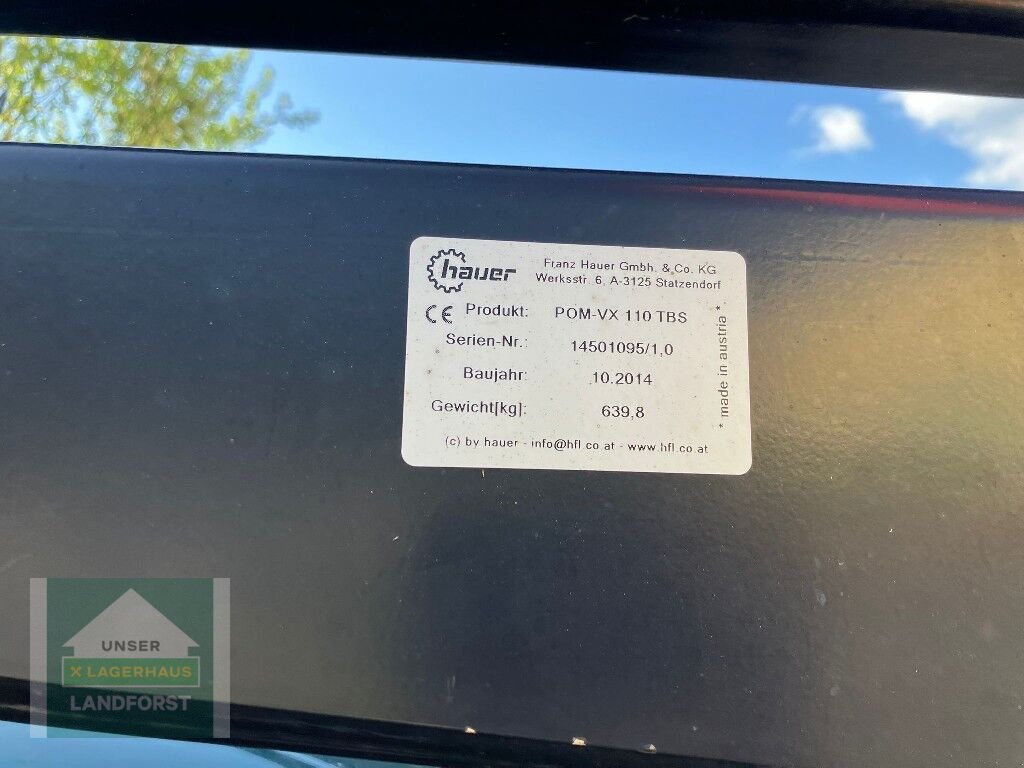 hauer
Franz Hauer Gmbh. & Co. KG
Werksstr. 6, A-3125 Statzendorf
CE
Produkt: POM-VX 110 TBS
Serien-Nr.: 14501095/1,0
Baujahr: 10.2014
Gewicht[kg]: 639,8
(c) by hauer - info@hfl.co.at - www.hfl.co.at
* made in austria *
UNSER
X LAGERHAUS
LANDFORST